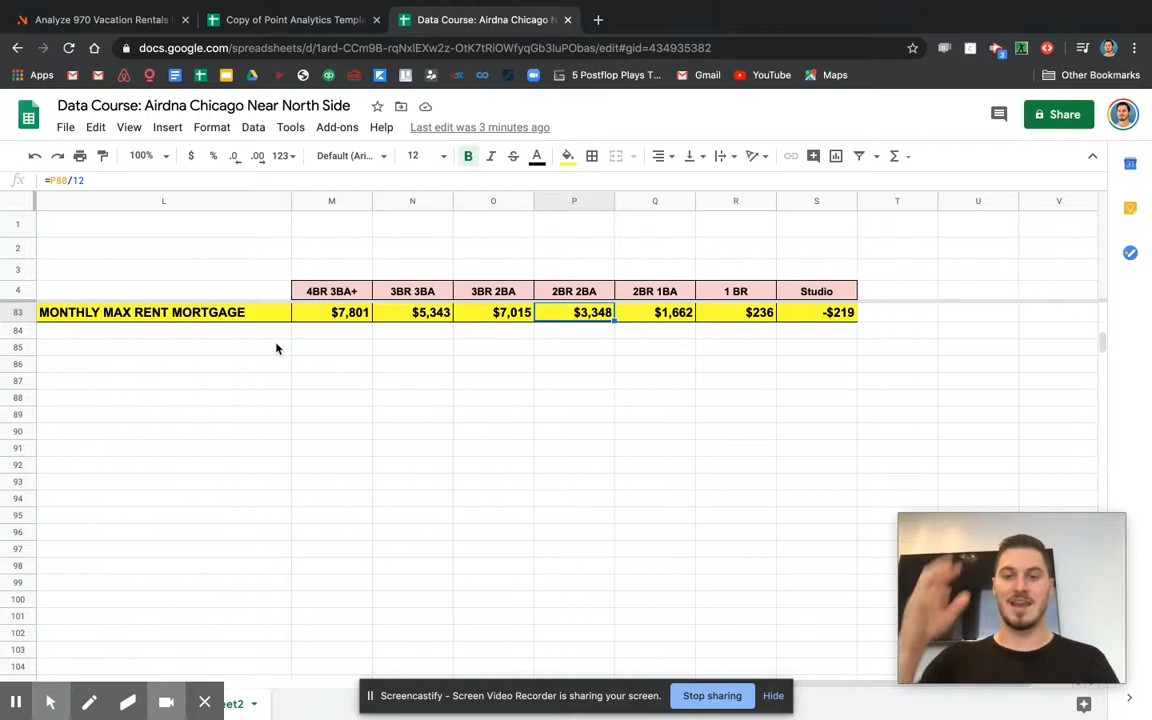 Analyze 970 Vacation Rentals
Copy of Point Analytics Templ
Data Course: Airdna Chicago N
docs.google.com/spreadsheets/d/1ard-CCm9B-rqNxlEXw2z-OtK7tRiOWfyqGb3luPObas/edit#gid=434935382
Apps
5 Postflop Plays T...
Gmail
YouTube
Maps
Other Bookmarks
Data Course: Airdna Chicago Near North Side
File Edit View Insert Format Data Tools Add-ons Help Last edit was 3 minutes ago
Share
100% $ % .0 .00 123 Default (Ari... 12 B I S A Σ
fx =P80/12
L M N O P Q R S T U V
1
2
3
4 4BR 3BA+ 3BR 3BA 3BR 2BA 2BR 2BA 2BR 1BA 1 BR Studio
83 MONTHLY MAX RENT MORTGAGE $7,801 $5,343 $7,015 $3,348 $1,662 $236 -$219
84
85
86
87
88
89
90
91
92
93
94
95
96
97
98
99
100
101
102
103
104
eet2
Screencastify - Screen Video Recorder is sharing your screen.
Stop sharing
Hide